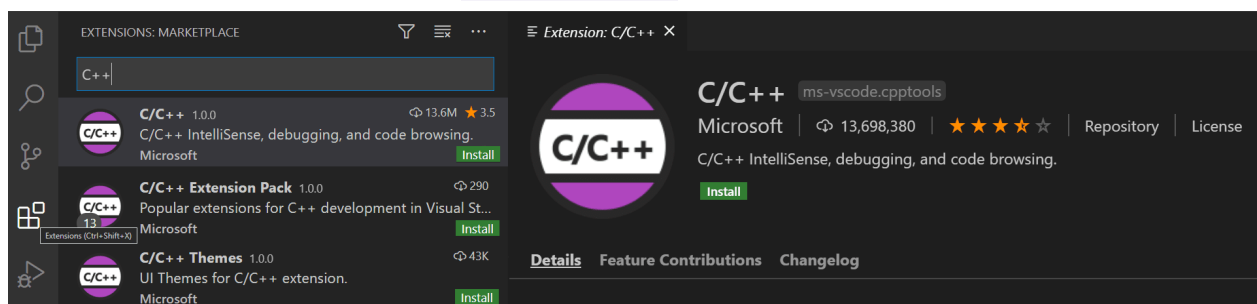 EXTENSIONS: MARKETPLACE
C++
C/C++ 1.0.0 13.6M 3.5
C/C++
C/C++ IntelliSense, debugging, and code browsing.
Microsoft Install
C/C++ Extension Pack 1.0.0 290
C/C++
Popular extensions for C++ development in Visual St...
13
Microsoft Install
Extensions (Ctrl+Shift+X)
C/C++ Themes 1.0.0 43K
C/C++
UI Themes for C/C++ extension.
Microsoft Install
Extension: C/C++
C/C++
C/C++ ms-vscode.cpptools
Microsoft 13,698,380 Repository License
C/C++ IntelliSense, debugging, and code browsing.
Install
Details Feature Contributions Changelog